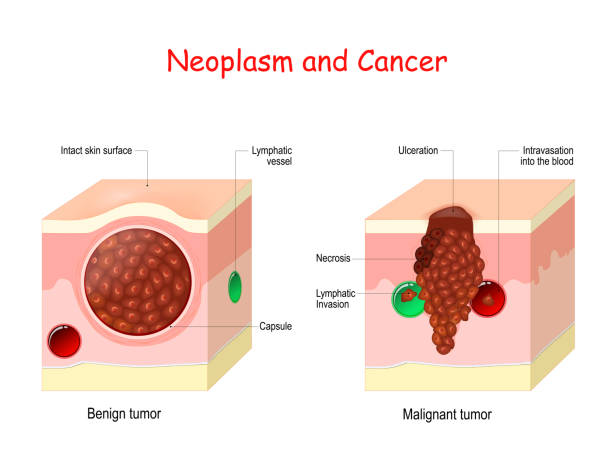 Neoplasm and Cancer
Intact skin surface
Lymphatic
vessel
Capsule
Benign tumor
Ulceration
Intravasation
into the blood
Necrosis
Lymphatic
Invasion
Malignant tumor